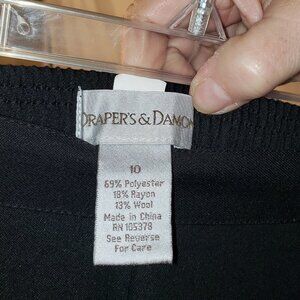 DRAPER'S & DAMON
10
69% Polyester
18% Rayon
13% Wool
Made in China
RN 105378
See Reverse
For Care